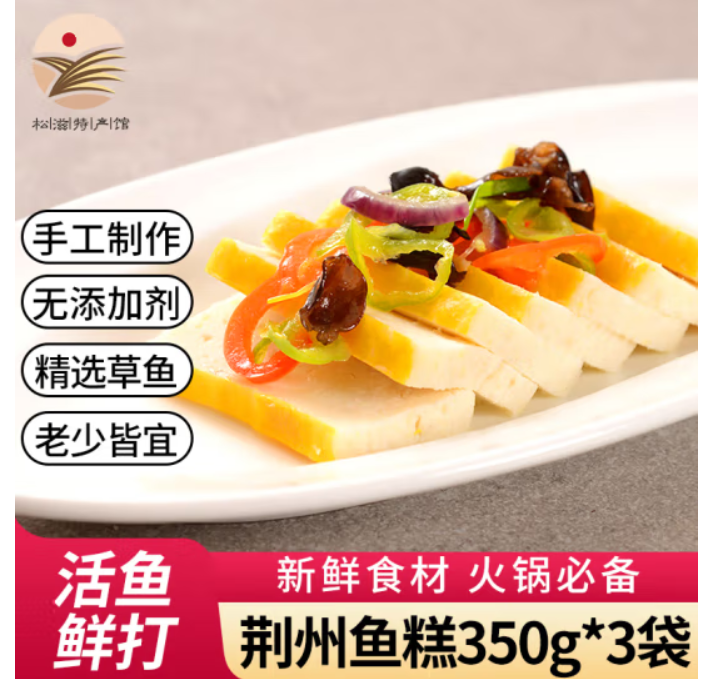 松滋特产馆
手工制作
无添加剂
精选草鱼
老少皆宜
活鱼
鲜打
新鲜食材 火锅必备
荆州鱼糕350g*3袋